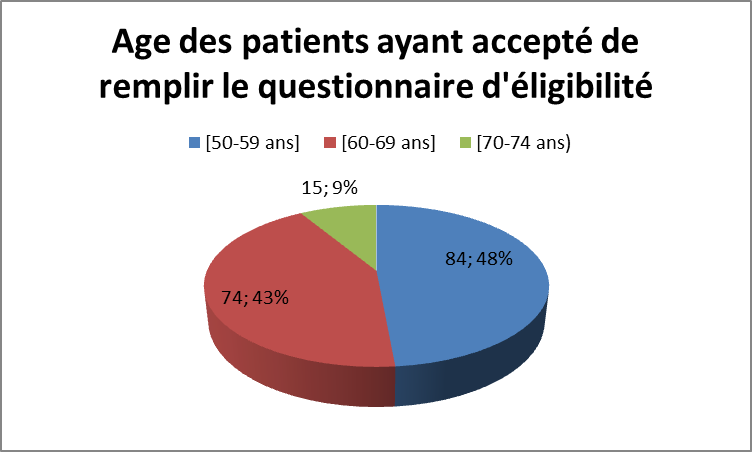 Age des patients ayant accepté de
remplir le questionnaire d'éligibilité
[50-59 ans] [60-69 ans] [70-74 ans)
15; 9%
84; 48%
74; 43%